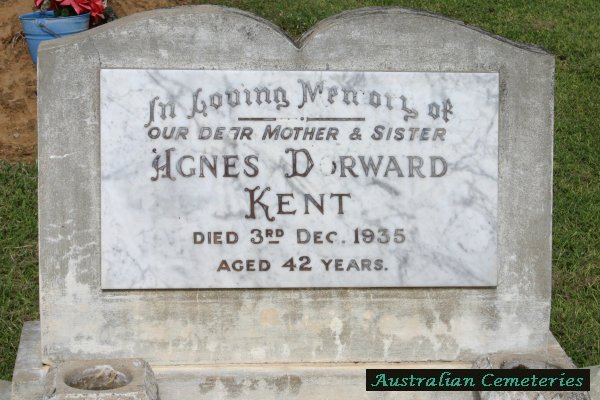 In Loving Memory of
OUR DEAR MOTHER & SISTER
AGNES DORWARD
KENT
DIED 3RD DEC. 1935
AGED 42 YEARS.
Australian Cemeteries